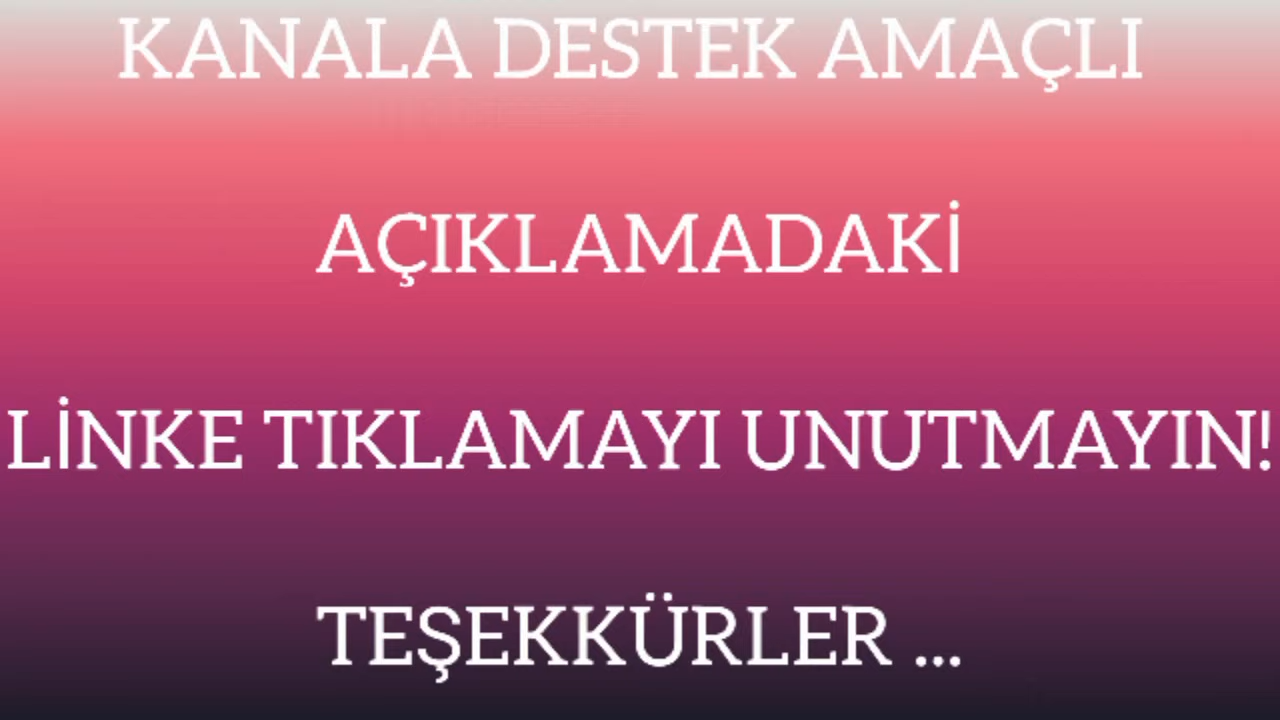 KANALA DESTEK AMAÇLI
AÇIKLAMADAKİ
LİNKE TIKLAMAYI UNUTMAYIN!
TEŞEKKÜRLER ...